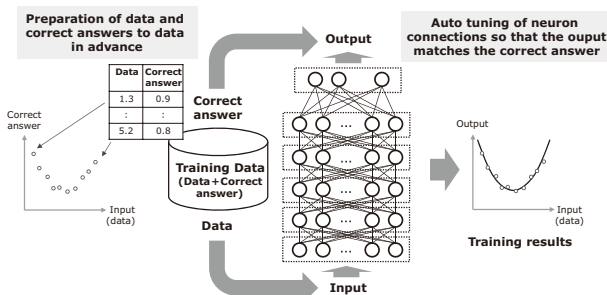 Preparation of data and
correct answers to data
in advance
Data Correct
answer
1.3 0.9
: :
5.2 0.8
Correct
answer
Input
(data)
Correct
answer
Training Data
(Data+Correct
answer)
Data
Output
...
...
...
...
...
Input
Auto tuning of neuron
connections so that the ouput
matches the correct answer
Output
Input
(data)
Training results